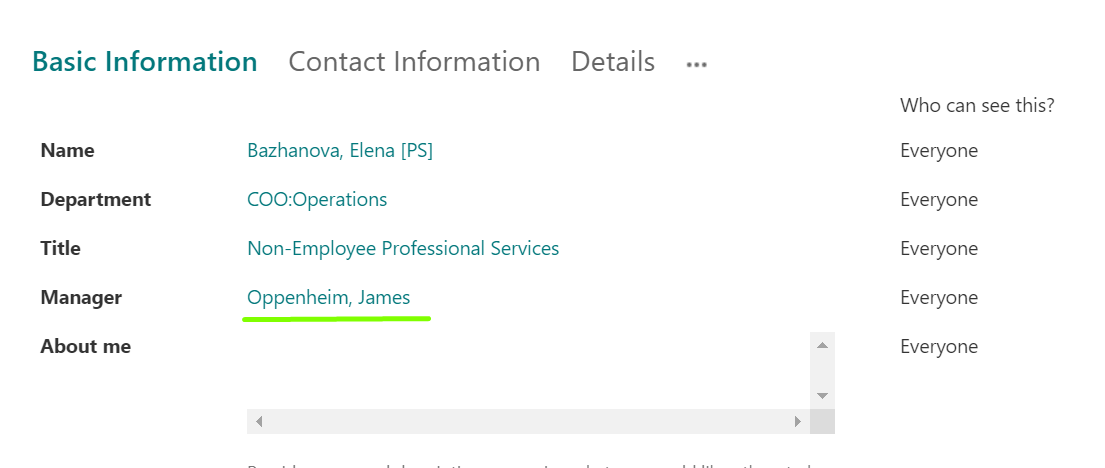 Basic Information Contact Information Details ...
Who can see this?
Name Bazhanova, Elena [PS] Everyone
Department COO:Operations Everyone
Title Non-Employee Professional Services Everyone
Manager Oppenheim, James Everyone
About me Everyone